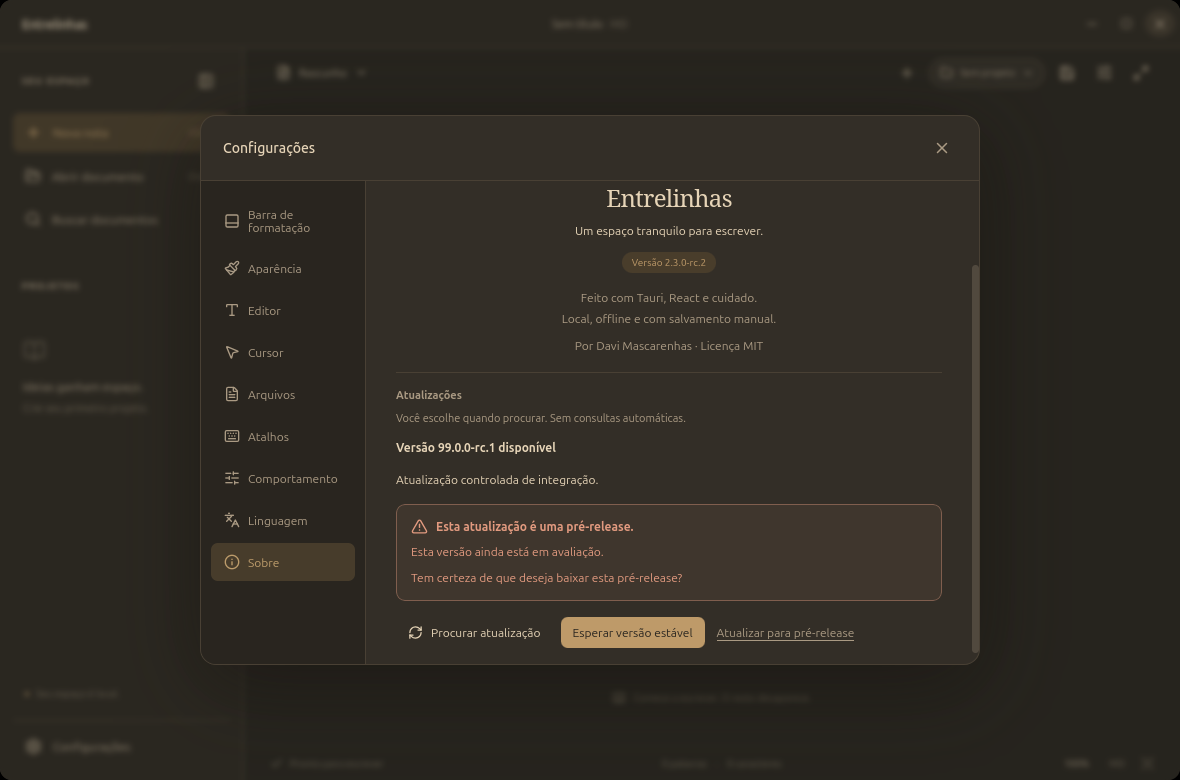 Entrelinhas
Configurações
Barra de
formatação
Aparência
Editor
Cursor
Arquivos
Atalhos
Comportamento
Linguagem
Sobre
Entrelinhas
Um espaço tranquilo para escrever.
Versão 2.3.0-rc.2
Feito com Tauri, React e cuidado.
Local, offline e com salvamento manual.
Por Davi Mascarenhas · Licença MIT
Atualizações
Você escolhe quando procurar. Sem consultas automáticas.
Versão 99.0.0-rc.1 disponível
Atualização controlada de integração.
Esta atualização é uma pré-release.
Esta versão ainda está em avaliação.
Tem certeza de que deseja baixar esta pré-release?
Procurar atualização
Esperar versão estável
Atualizar para pré-release
Configurações